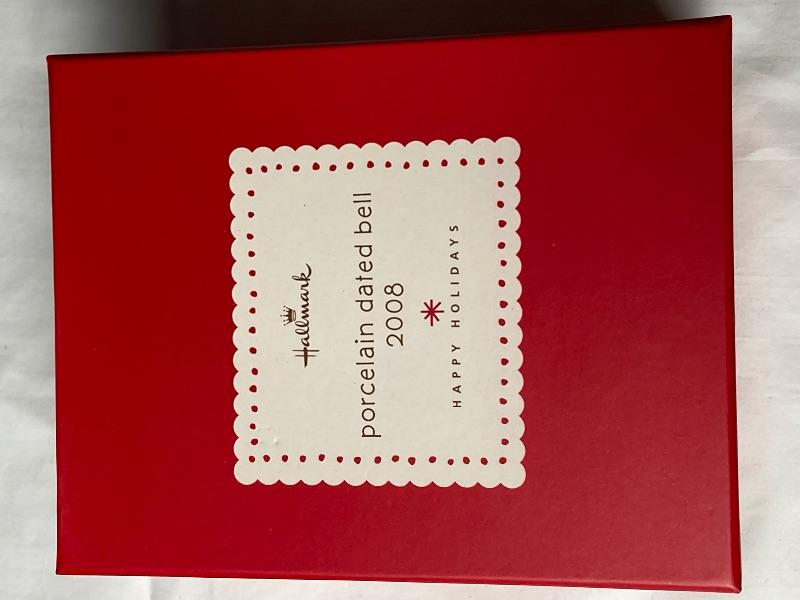 Hallmark
porcelain dated bell
2008
HAPPY HOLIDAYS